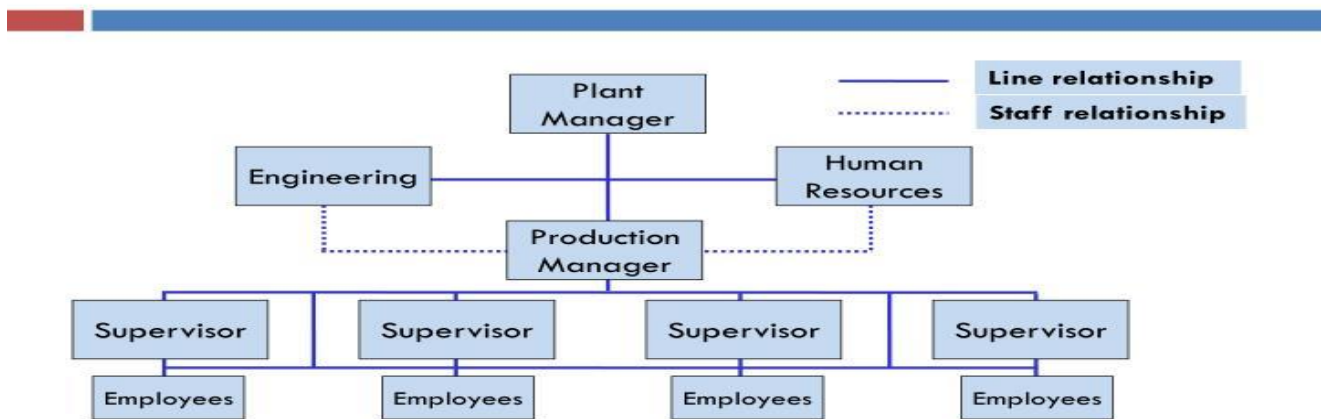 Plant
Manager
Line relationship
Staff relationship
Engineering
Human
Resources
Production
Manager
Supervisor
Supervisor
Supervisor
Supervisor
Employees
Employees
Employees
Employees